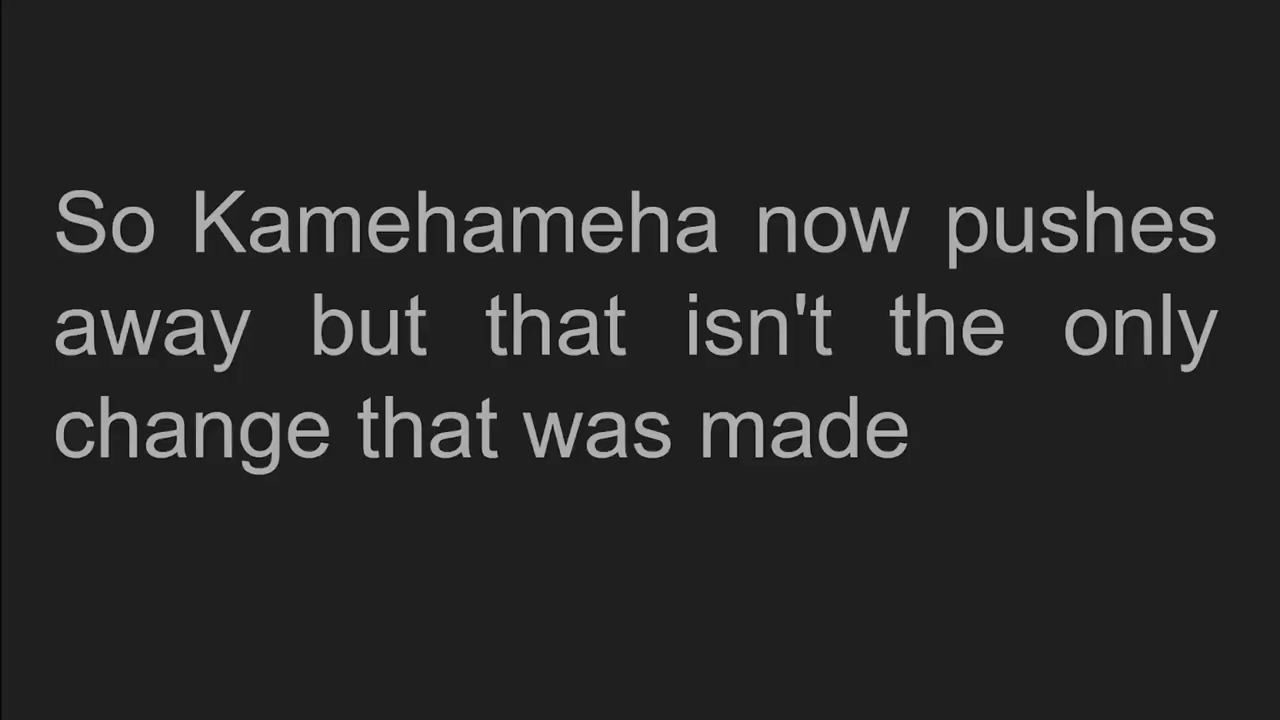 So Kamehameha now pushes
away but that isn't the only
change that was made